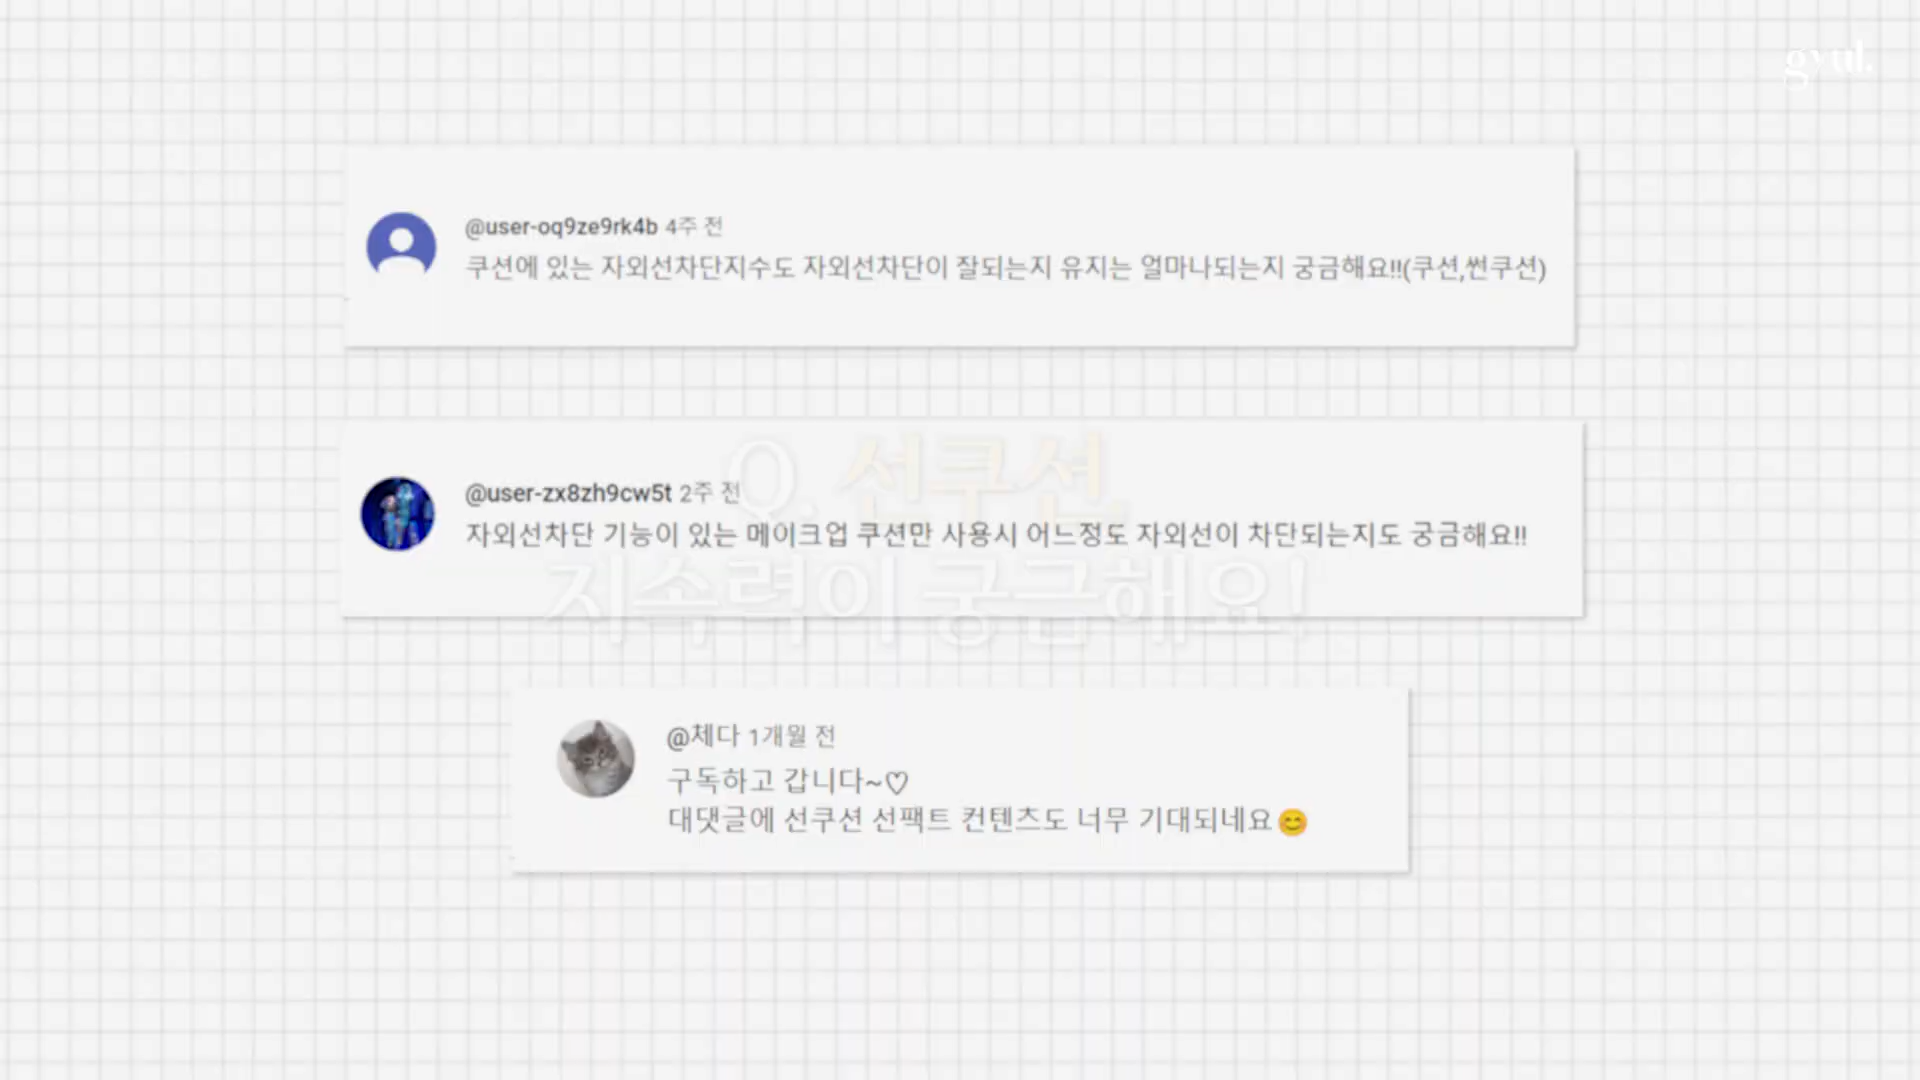 gyul.
@user-oq9ze9rk4b 4주 전
쿠션에 있는 자외선차단지수도 자외선차단이 잘되는지 유지는 얼마나되는지 궁금해요!!(쿠션,썬쿠션)
@user-zx8zh9cw5t 2주 전
자외선차단 기능이 있는 메이크업 쿠션만 사용시 어느정도 자외선이 차단되는지도 궁금해요!!
Q. 선쿠션,
지속력이 궁금해요!
@체다 1개월 전
구독하고 갑니다~♡
대댓글에 선쿠션 선팩트 컨텐츠도 너무 기대되네요😊